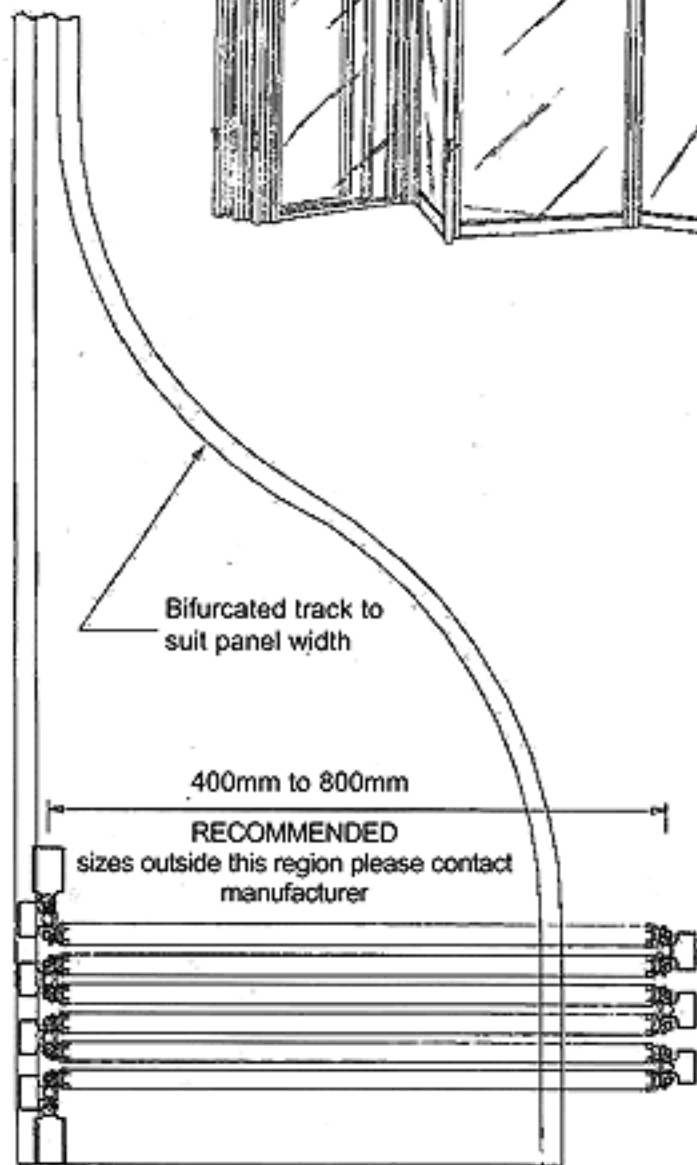 Bifurcated track to
suit panel width
400mm to 800mm
RECOMMENDED
sizes outside this region please contact
manufacturer